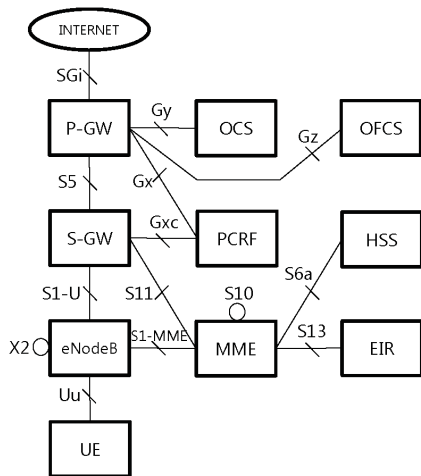 INTERNET
SGi
P-GW
Gy
OCS
Gz
OFCS
S5
Gx
S-GW
Gxc
PCRF
HSS
S1-U
S11
S10
S6a
X2
eNodeB
S1-MME
MME
S13
EIR
Uu
UE